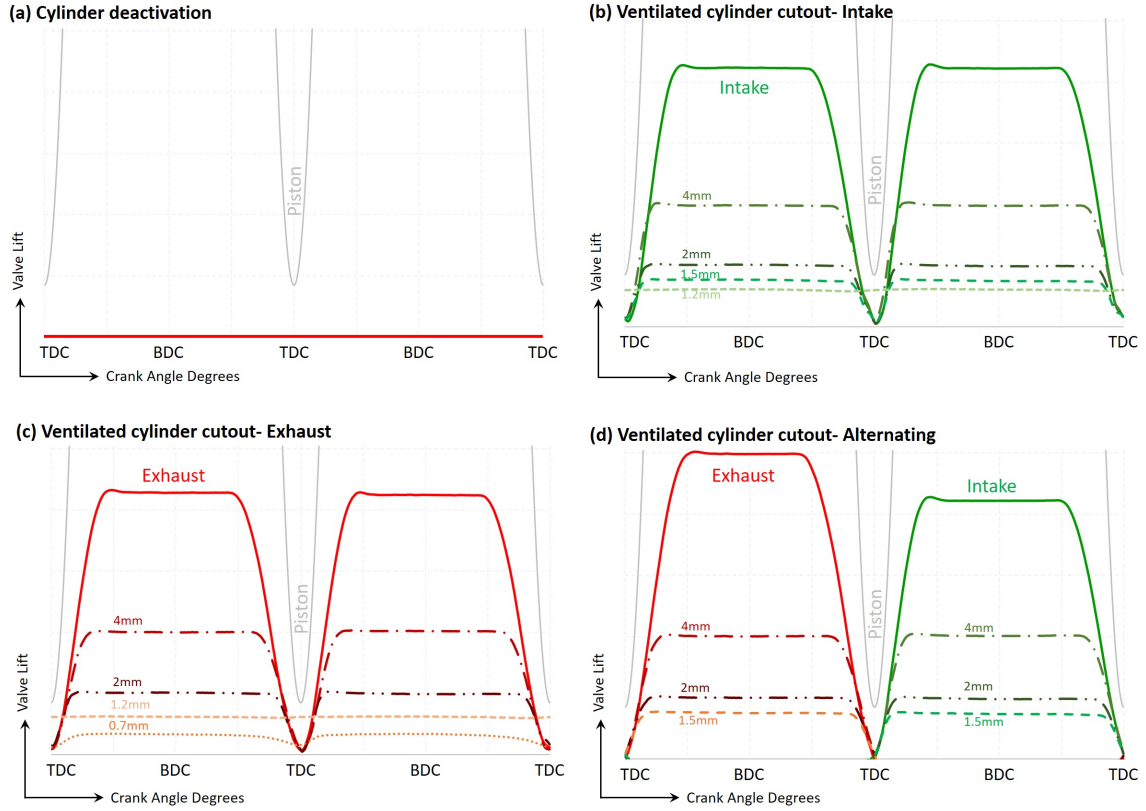 (a) Cylinder deactivation
Piston
Valve Lift
TDC BDC TDC BDC TDC
Crank Angle Degrees
(b) Ventilated cylinder cutout- Intake
Intake
Piston
4mm
4mm
2mm
2mm
1.5mm
1.2mm
Valve Lift
TDC BDC TDC BDC TDC
Crank Angle Degrees
(c) Ventilated cylinder cutout- Exhaust
Exhaust
Piston
4mm
2mm
1.2mm
0.7mm
Valve Lift
TDC BDC TDC BDC TDC
Crank Angle Degrees
(d) Ventilated cylinder cutout- Alternating
Exhaust
Intake
Piston
4mm
4mm
2mm
2mm
1.5mm
1.5mm
Valve Lift
TDC BDC TDC BDC TDC
Crank Angle Degrees